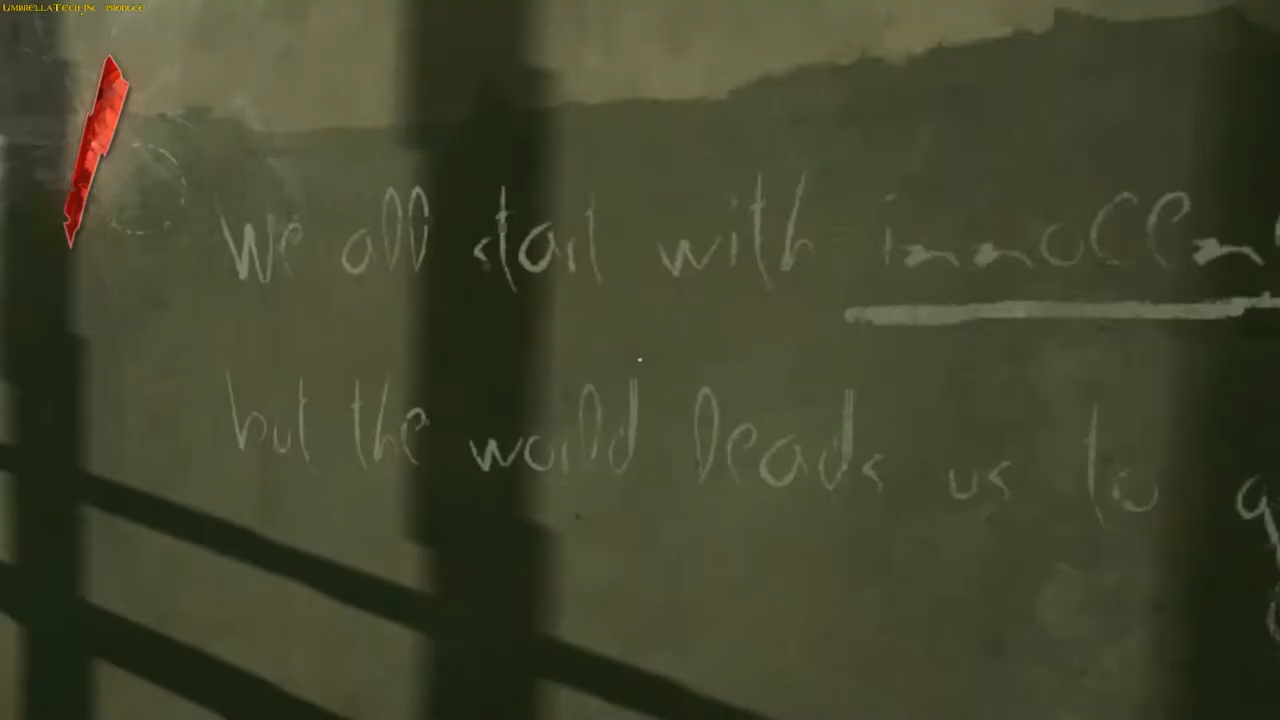 UmbrellaTech,Inc produce
We all start with innocen
but the world leads us to